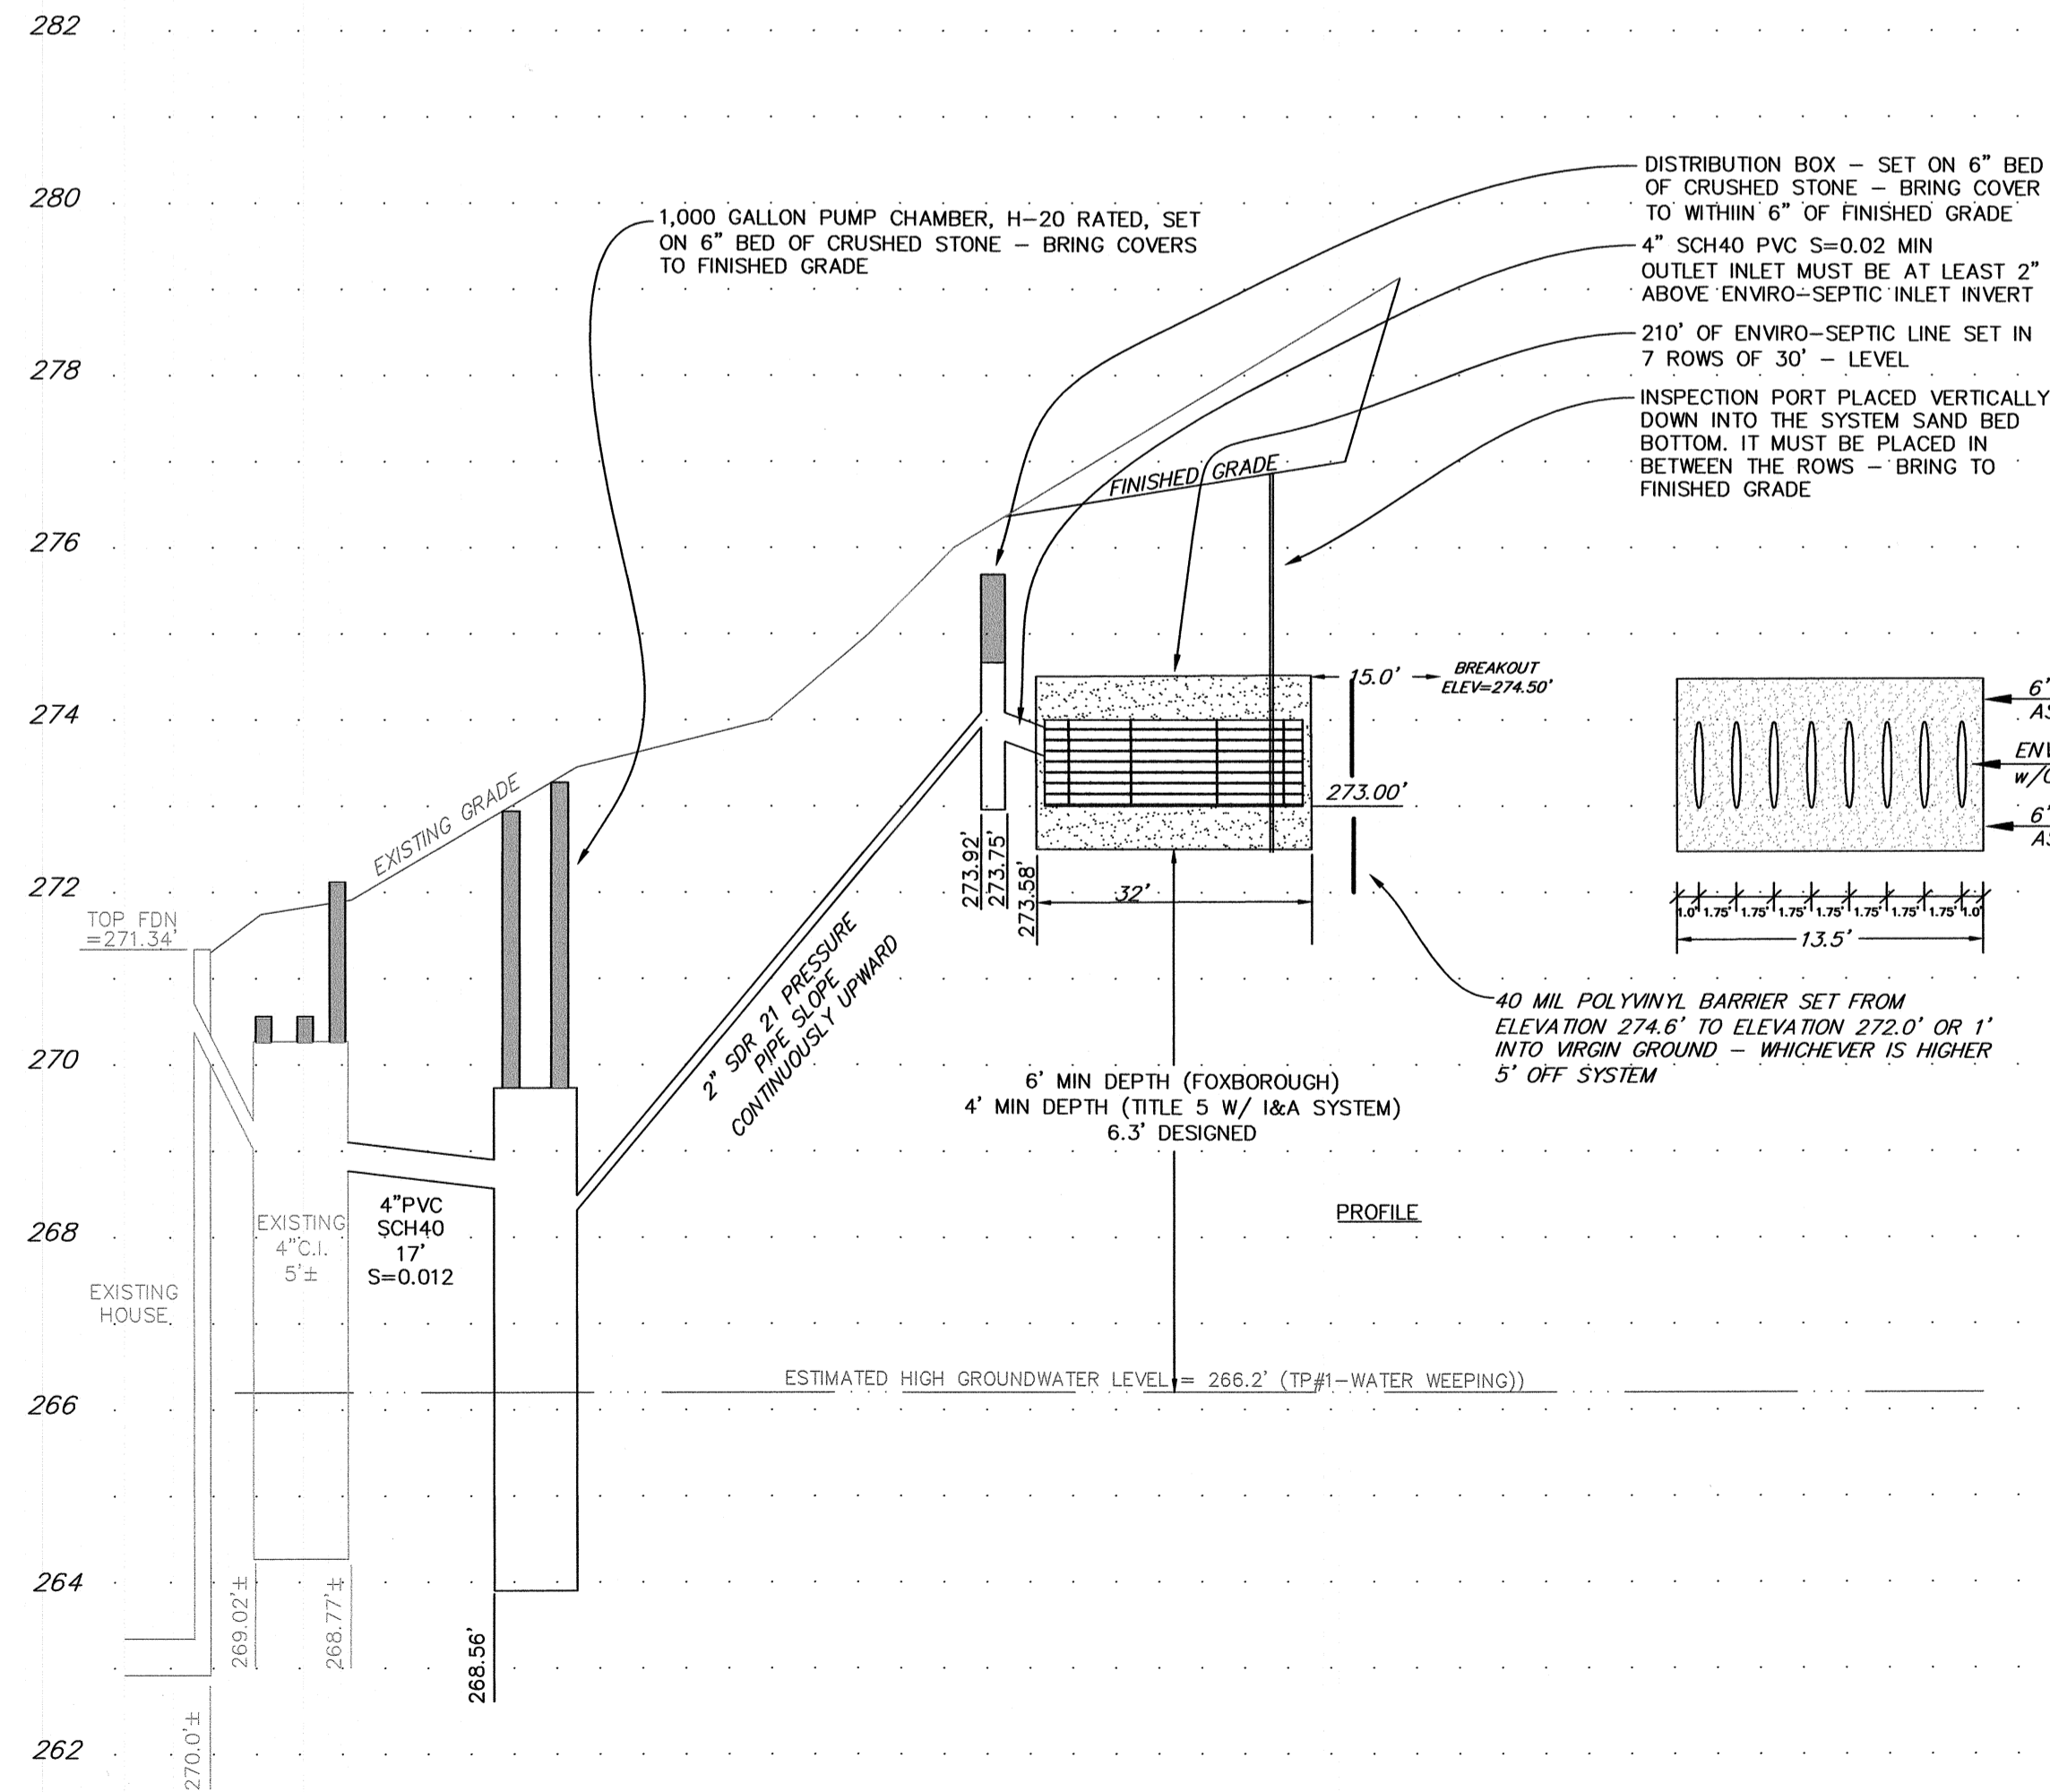 282
280
278
276
274
272
270
268
266
264
262
DISTRIBUTION BOX – SET ON 6" BED
OF CRUSHED STONE – BRING COVER
TO WITHIIN 6" OF FINISHED GRADE
4" SCH40 PVC S=0.02 MIN
OUTLET INLET MUST BE AT LEAST 2"
ABOVE ENVIRO–SEPTIC INLET INVERT
210' OF ENVIRO–SEPTIC LINE SET IN
7 ROWS OF 30' – LEVEL
INSPECTION PORT PLACED VERTICALLY
DOWN INTO THE SYSTEM SAND BED
BOTTOM. IT MUST BE PLACED IN
BETWEEN THE ROWS – BRING TO
FINISHED GRADE
1,000 GALLON PUMP CHAMBER, H–20 RATED, SET
ON 6" BED OF CRUSHED STONE – BRING COVERS
TO FINISHED GRADE
FINISHED GRADE
15.0'
BREAKOUT
ELEV=274.50'
273.00'
EXISTING GRADE
TOP FDN
=271.34'
273.92'
273.75'
273.58'
32'
6"
AS
ENV
w/C
6"
AS
1.0' 1.75' 1.75' 1.75' 1.75' 1.75' 1.75' 1.75' 1.0'
13.5'
2" SDR 21 PRESSURE
PIPE SLOPE
CONTINUOUSLY UPWARD
40 MIL POLYVINYL BARRIER SET FROM
ELEVATION 274.6' TO ELEVATION 272.0' OR 1'
INTO VIRGIN GROUND – WHICHEVER IS HIGHER
5' OFF SYSTEM
6' MIN DEPTH (FOXBOROUGH)
4' MIN DEPTH (TITLE 5 W/ I&A SYSTEM)
6.3' DESIGNED
PROFILE
4"PVC
SCH40
17'
S=0.012
EXISTING
4"C.I.
5'±
EXISTING
HOUSE
ESTIMATED HIGH GROUNDWATER LEVEL = 266.2' (TP#1–WATER WEEPING))
269.02'±
268.77'±
268.56'
270.0'±